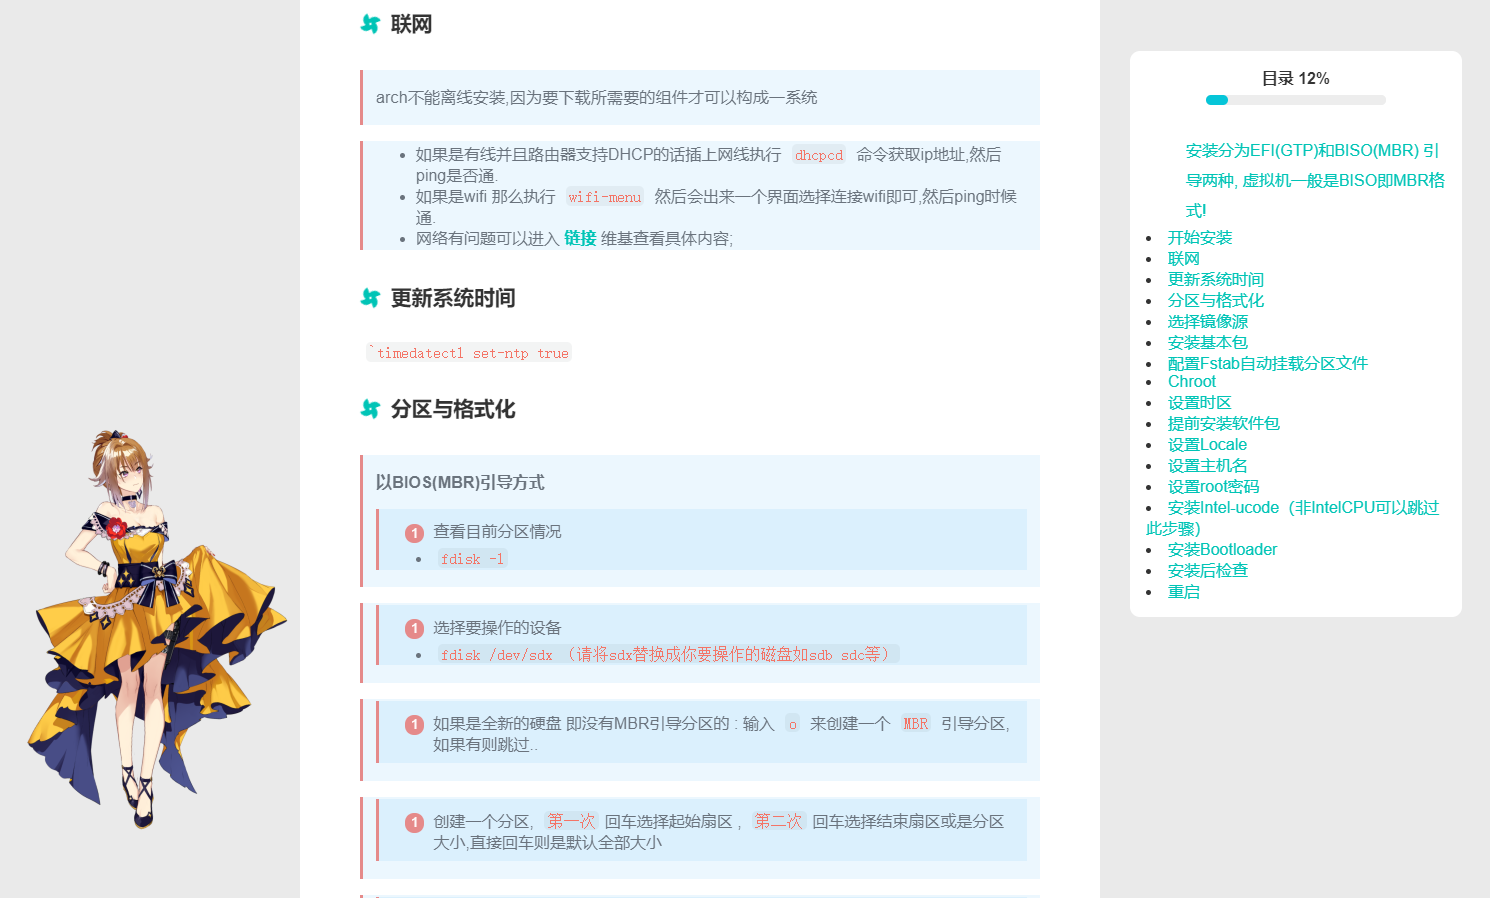 联网
arch不能离线安装,因为要下载所需要的组件才可以构成一系统
如果是有线并且路由器支持DHCP的话插上网线执行 dhcpcd 命令获取ip地址,然后
ping是否通.
如果是wifi 那么执行 wifi-menu 然后会出来一个界面选择连接wifi即可,然后ping时候
通.
网络有问题可以进入 链接 维基查看具体内容;
更新系统时间
`timedatectl set-ntp true
分区与格式化
以BIOS(MBR)引导方式
1 查看目前分区情况
fdisk -l
1 选择要操作的设备
fdisk /dev/sdx （请将sdx替换成你要操作的磁盘如sdb sdc等）
1 如果是全新的硬盘 即没有MBR引导分区的 : 输入 o 来创建一个 MBR 引导分区,
如果有则跳过..
1 创建一个分区, 第一次 回车选择起始扇区 , 第二次 回车选择结束扇区或是分区
大小,直接回车则是默认全部大小
目录 12%
安装分为EFI(GTP)和BISO(MBR) 引
导两种, 虚拟机一般是BISO即MBR格
式!
开始安装
联网
更新系统时间
分区与格式化
选择镜像源
安装基本包
配置Fstab自动挂载分区文件
Chroot
设置时区
提前安装软件包
设置Locale
设置主机名
设置root密码
安装Intel-ucode（非IntelCPU可以跳过
此步骤）
安装Bootloader
安装后检查
重启